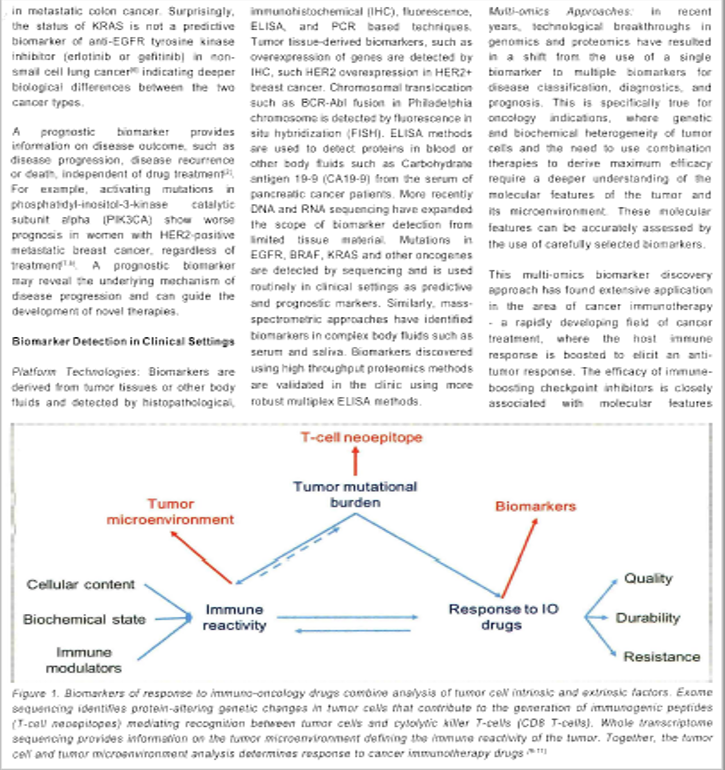 in metastatic colon cancer. Surprisingly,
the status of KRAS is not a predictive
biomarker of anti-EGFR tyrosine kinase
inhibitor (erlotinib or gefitinib) in non-
small cell lung cancer[6] indicating deeper
biological differences between the two
cancer types.
A prognostic biomarker provides
information on disease outcome, such as
disease progression, disease recurrence
or death, independent of drug treatment[2].
For example, activating mutations in
phosphatidyl-inositol-3-kinase catalytic
subunit alpha (PIK3CA) show worse
prognosis in women with HER2-positive
metastatic breast cancer, regardless of
treatment[7,8]. A prognostic biomarker
may reveal the underlying mechanism of
disease progression and can guide the
development of novel therapies.
Biomarker Detection in Clinical Settings
Platform Technologies: Biomarkers are
derived from tumor tissues or other body
fluids and detected by histopathological,
immunohistochemical (IHC), fluorescence,
ELISA, and PCR based techniques.
Tumor tissue-derived biomarkers, such as
overexpression of genes are detected by
IHC, such HER2 overexpression in HER2+
breast cancer. Chromosomal translocation
such as BCR-Abl fusion in Philadelphia
chromosome is detected by fluorescence in
situ hybridization (FISH). ELISA methods
are used to detect proteins in blood or
other body fluids such as Carbohydrate
antigen 19-9 (CA19-9) from the serum of
pancreatic cancer patients. More recently
DNA and RNA sequencing have expanded
the scope of biomarker detection from
limited tissue material. Mutations in
EGFR, BRAF, KRAS and other oncogenes
are detected by sequencing and is used
routinely in clinical settings as predictive
and prognostic markers. Similarly, mass-
spectrometric approaches have identified
biomarkers in complex body fluids such as
serum and saliva. Biomarkers discovered
using high throughput proteomics methods
are validated in the clinic using more
robust multiplex ELISA methods.
Multi-omics Approaches: In recent
years, technological breakthroughs in
genomics and proteomics have resulted
in a shift from the use of a single
biomarker to multiple biomarkers for
disease classification, diagnostics, and
prognosis. This is specifically true for
oncology indications, where genetic
and biochemical heterogeneity of tumor
cells and the need to use combination
therapies to derive maximum efficacy
require a deeper understanding of the
molecular features of the tumor and
its microenvironment. These molecular
features can be accurately assessed by
the use of carefully selected biomarkers.
This multi-omics biomarker discovery
approach has found extensive application
in the area of cancer immunotherapy
- a rapidly developing field of cancer
treatment, where the host immune
response is boosted to elicit an anti-
tumor response. The efficacy of immune-
boosting checkpoint inhibitors is closely
associated with molecular features
T-cell neoepitope
Tumor mutational
burden
Tumor
microenvironment
Biomarkers
Cellular content
Biochemical state
Immune
modulators
Immune
reactivity
Response to IO
drugs
Quality
Durability
Resistance
Figure 1. Biomarkers of response to immuno-oncology drugs combine analysis of tumor cell intrinsic and extrinsic factors. Exome
sequencing identifies protein-altering genetic changes in tumor cells that contribute to the generation of immunogenic peptides
(T-cell neoepitopes) mediating recognition between tumor cells and cytolytic killer T-cells (CD8 T-cells). Whole transcriptome
sequencing provides information on the tumor microenvironment defining the immune reactivity of the tumor. Together, the tumor
cell and tumor microenvironment analysis determines response to cancer immunotherapy drugs